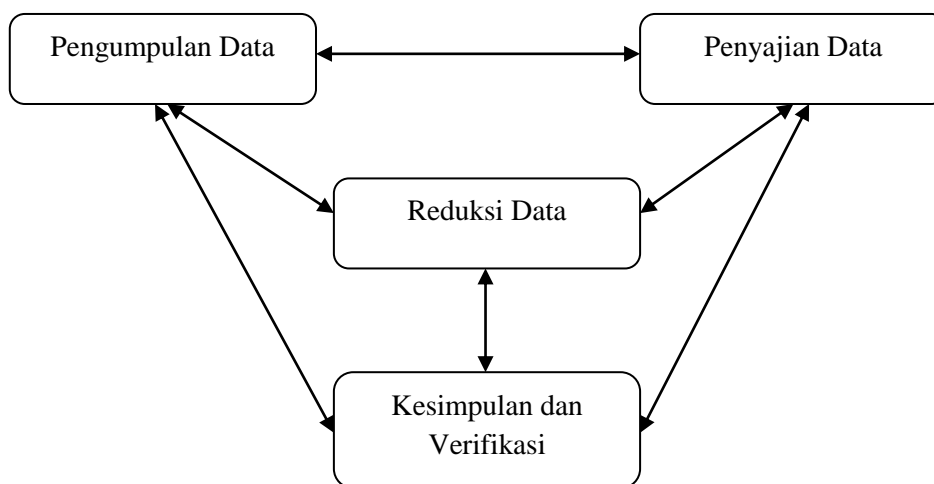 Pengumpulan Data
Penyajian Data
Reduksi Data
Kesimpulan dan
Verifikasi